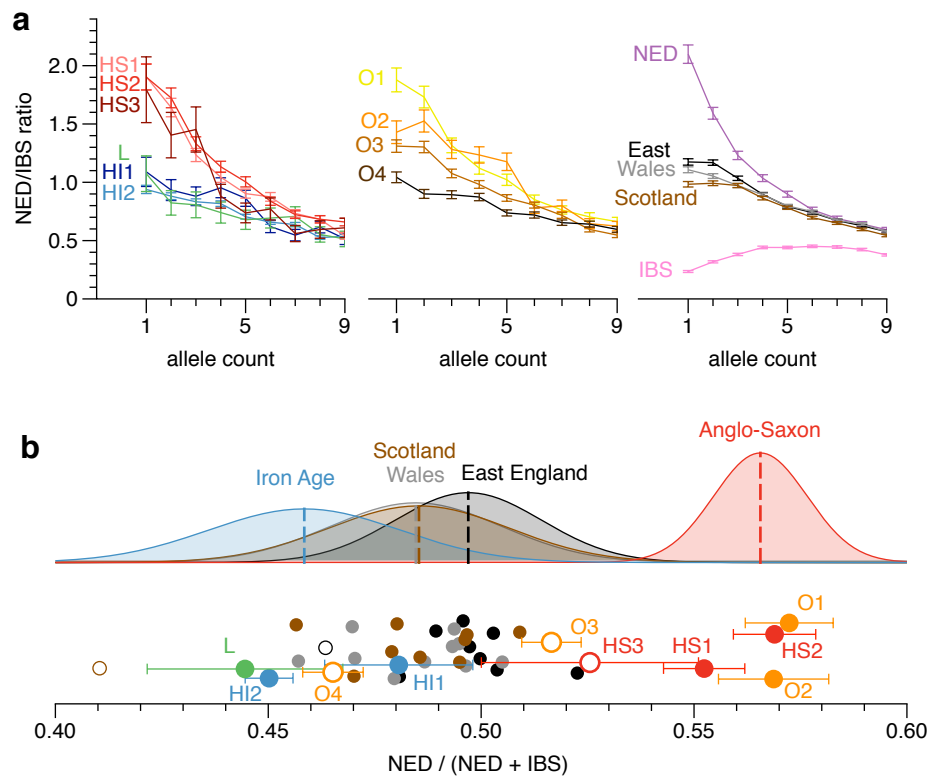 a
NED/IBS ratio
2.0
1.5
1.0
0.5
0
HS1
HS2
HS3
L
HI1
HI2
1 5 9
allele count
O1
O2
O3
O4
1 5 9
allele count
NED
East
Wales
Scotland
IBS
1 5 9
allele count
b
Iron Age
Scotland
Wales
East England
Anglo-Saxon
O1
O3
HS3 HS1 HS2
L
HI2 O4 HI1 O2
0.40 0.45 0.50 0.55 0.60
NED / (NED + IBS)